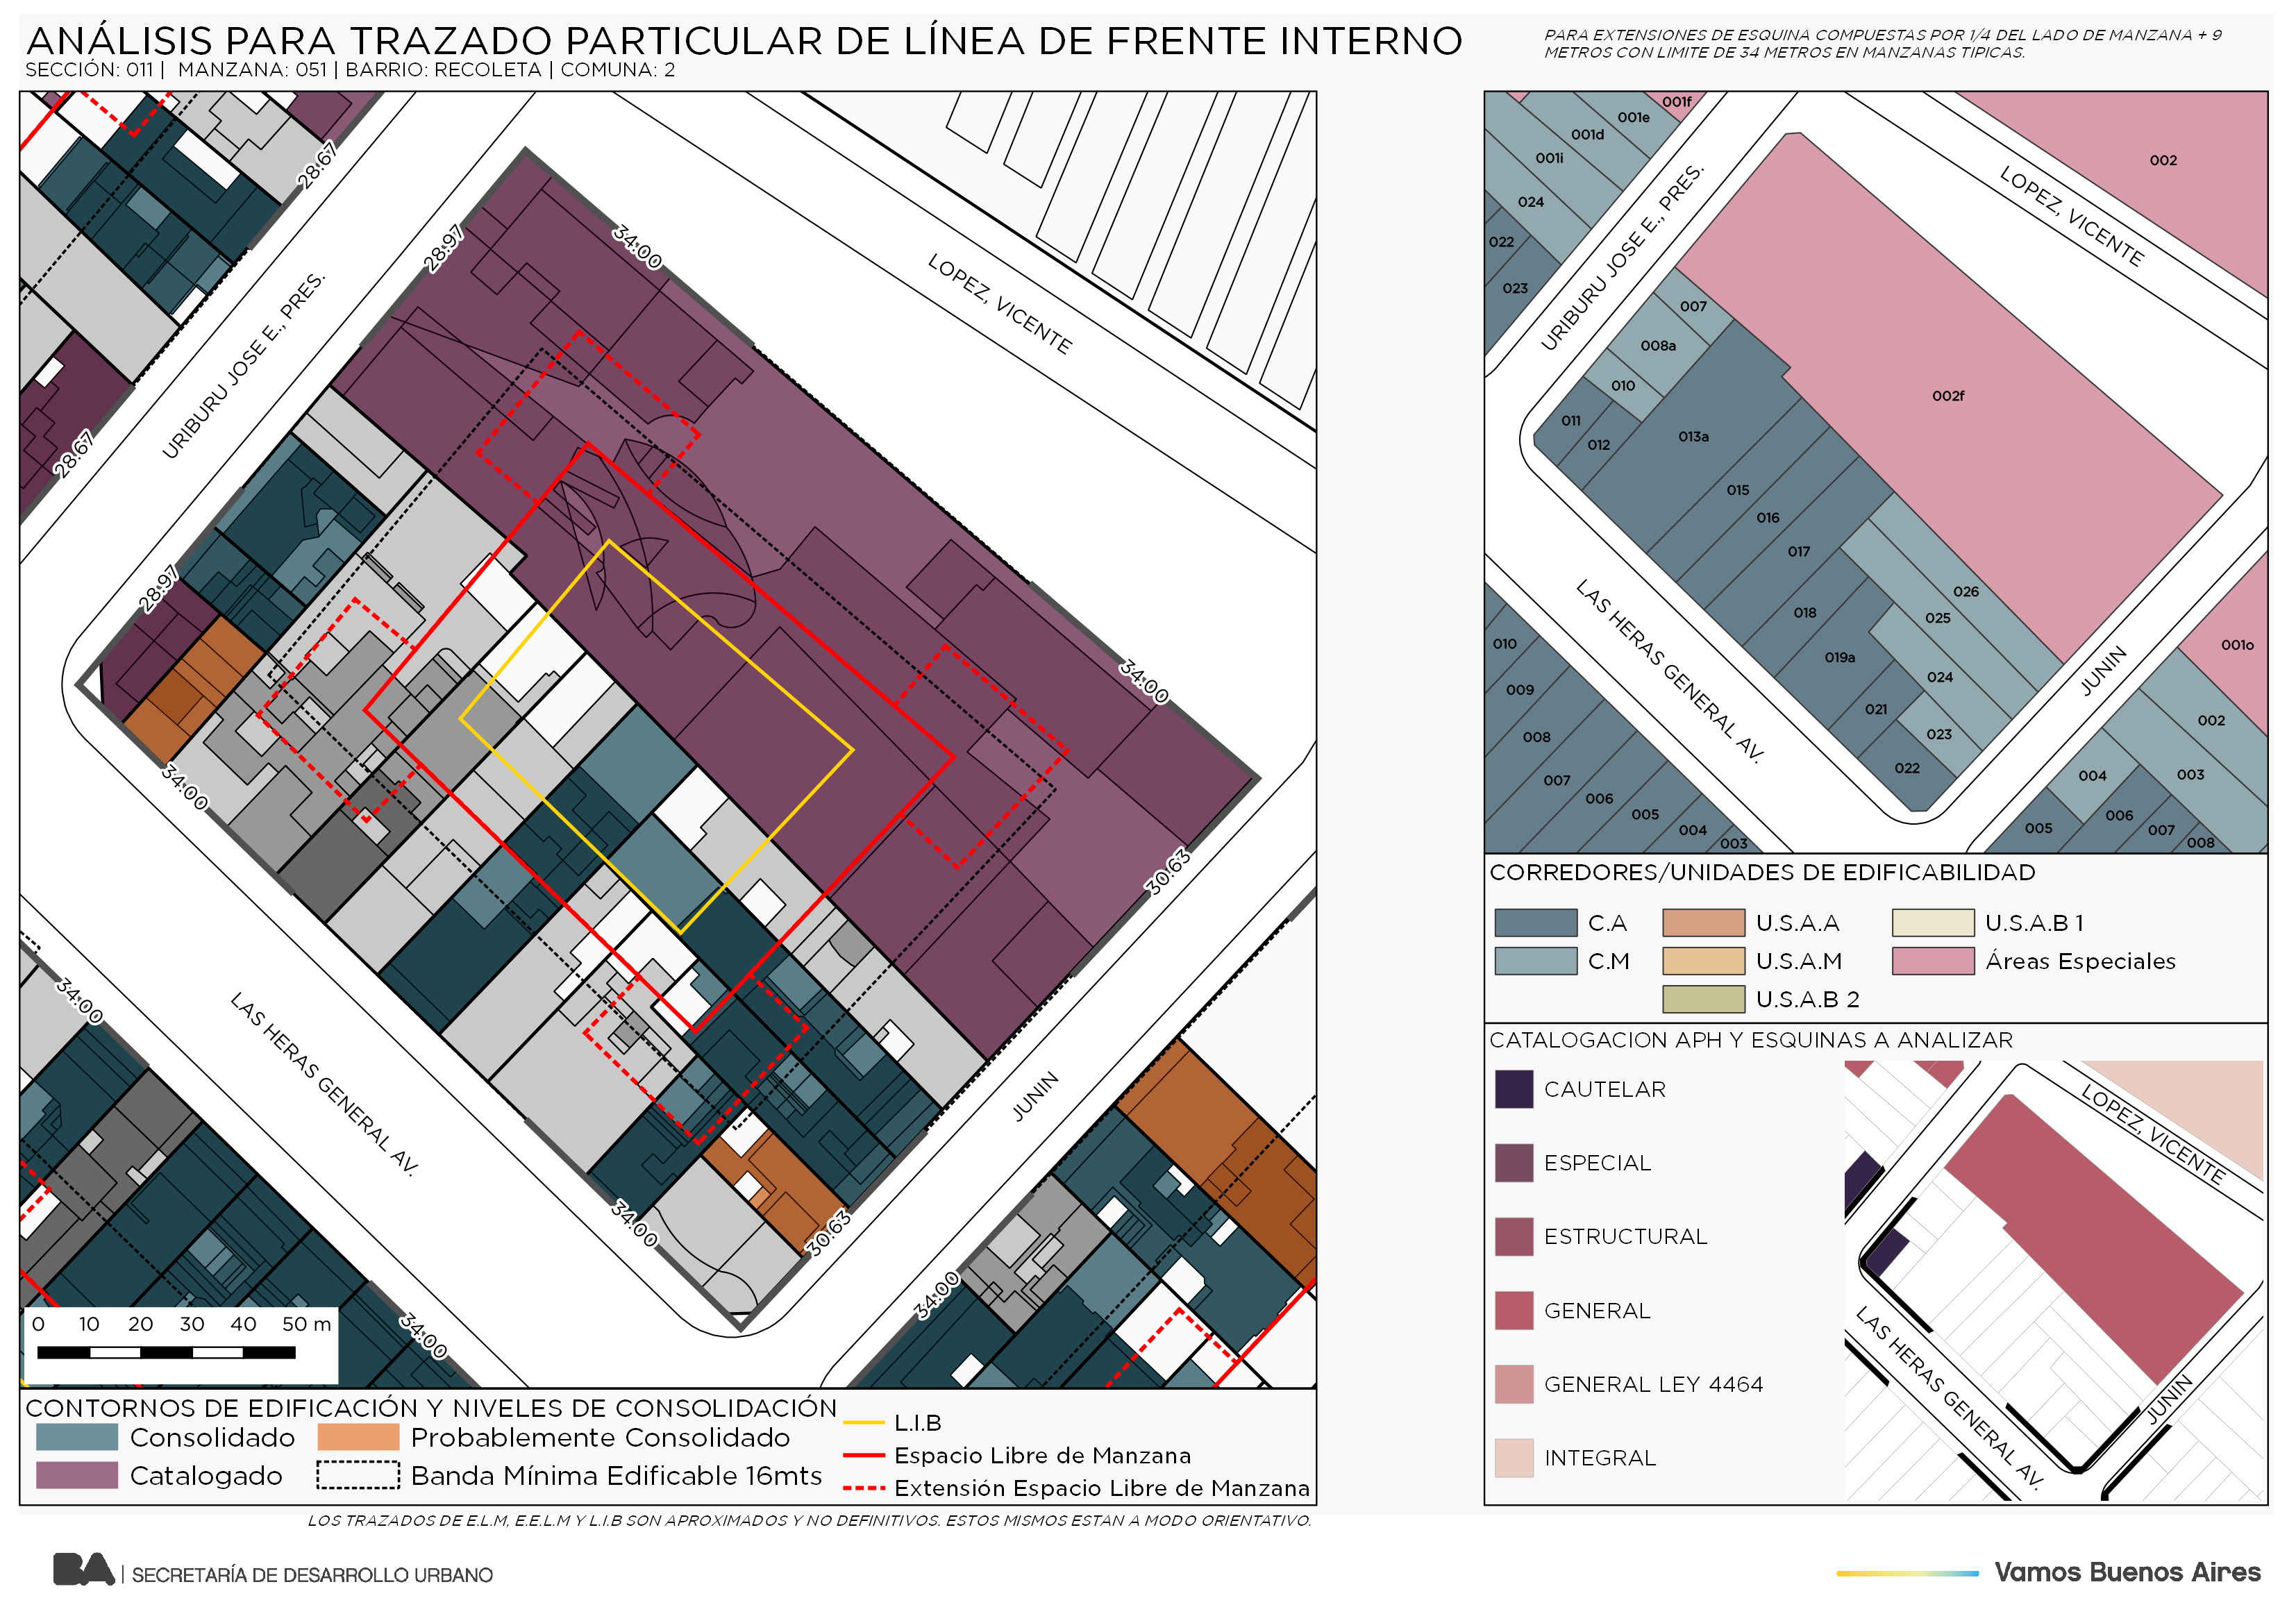 ANÁLISIS PARA TRAZADO PARTICULAR DE LÍNEA DE FRENTE INTERNO
SECCIÓN: 011 | MANZANA: 051 | BARRIO: RECOLETA | COMUNA: 2
PARA EXTENSIONES DE ESQUINA COMPUESTAS POR 1/4 DEL LADO DE MANZANA + 9
METROS CON LIMITE DE 34 METROS EN MANZANAS TIPICAS.
28.67
28.97
34.00
LOPEZ, VICENTE
URIBURU JOSE E., PRES.
28.67
28.97
34.00
34.00
30.63
34.00
LAS HERAS GENERAL AV.
JUNIN
34.00
30.63
34.00
34.00
0 10 20 30 40 50 m
CONTORNOS DE EDIFICACIÓN Y NIVELES DE CONSOLIDACIÓN
Consolidado
Probablemente Consolidado
Catalogado
Banda Mínima Edificable 16mts
L.I.B
Espacio Libre de Manzana
Extensión Espacio Libre de Manzana
LOS TRAZADOS DE E.L.M, E.E.L.M Y L.I.B SON APROXIMADOS Y NO DEFINITIVOS. ESTOS MISMOS ESTAN A MODO ORIENTATIVO.
001f
001e
001d
001i
024
022
023
002
URIBURU JOSE E., PRES.
LOPEZ, VICENTE
007
008a
010
011
012
013a
002f
015
016
017
018
019a
021
022
026
025
024
023
LAS HERAS GENERAL AV.
JUNIN
001o
010
009
008
007
006
005
004
003
002
003
004
005
006
007
008
CORREDORES/UNIDADES DE EDIFICABILIDAD
C.A
U.S.A.A
U.S.A.B 1
C.M
U.S.A.M
Áreas Especiales
U.S.A.B 2
CATALOGACION APH Y ESQUINAS A ANALIZAR
CAUTELAR
ESPECIAL
ESTRUCTURAL
GENERAL
GENERAL LEY 4464
INTEGRAL
LOPEZ, VICENTE
LAS HERAS GENERAL AV.
JUNIN
BA | SECRETARÍA DE DESARROLLO URBANO
Vamos Buenos Aires